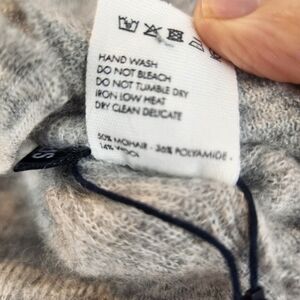 HAND WASH
DO NOT BLEACH
DO NOT TUMBLE DRY
IRON LOW HEAT
DRY CLEAN DELICATE
50% MOHAIR - 36% POLYAMIDE -
14% WOOL
S